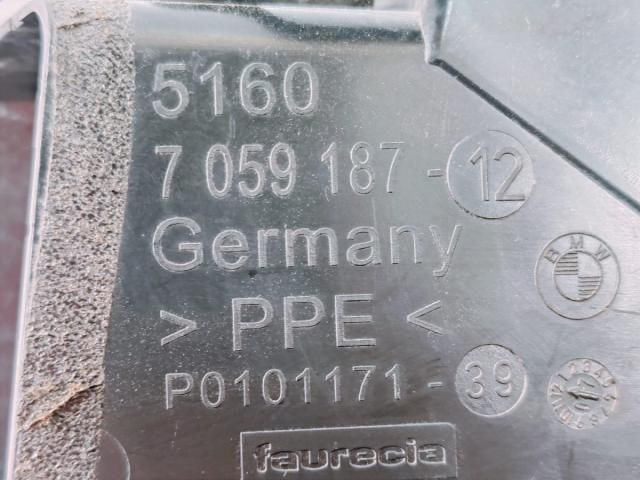 5160
7 059 187 - 12
Germany
BMW
> PPE <
P0101171 - 39
faurecia